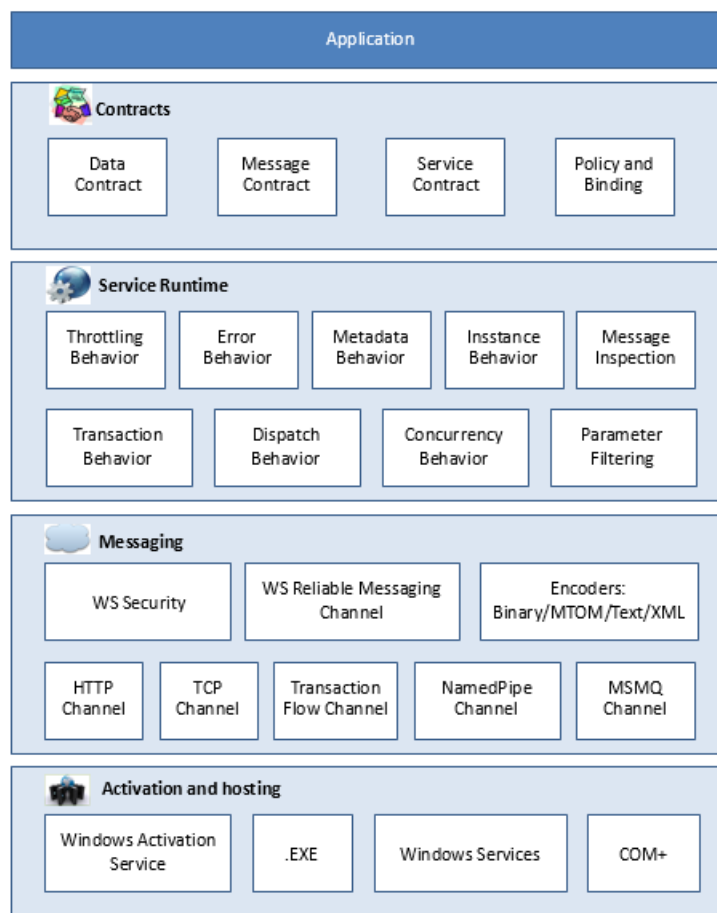 Application
Contracts
Data
Contract
Message
Contract
Service
Contract
Policy and
Binding
Service Runtime
Throttling
Behavior
Error
Behavior
Metadata
Behavior
Insstance
Behavior
Message
Inspection
Transaction
Behavior
Dispatch
Behavior
Concurrency
Behavior
Parameter
Filtering
Messaging
WS Security
WS Reliable Messaging
Channel
Encoders:
Binary/MTOM/Text/XML
HTTP
Channel
TCP
Channel
Transaction
Flow Channel
NamedPipe
Channel
MSMQ
Channel
Activation and hosting
Windows Activation
Service
.EXE
Windows Services
COM+